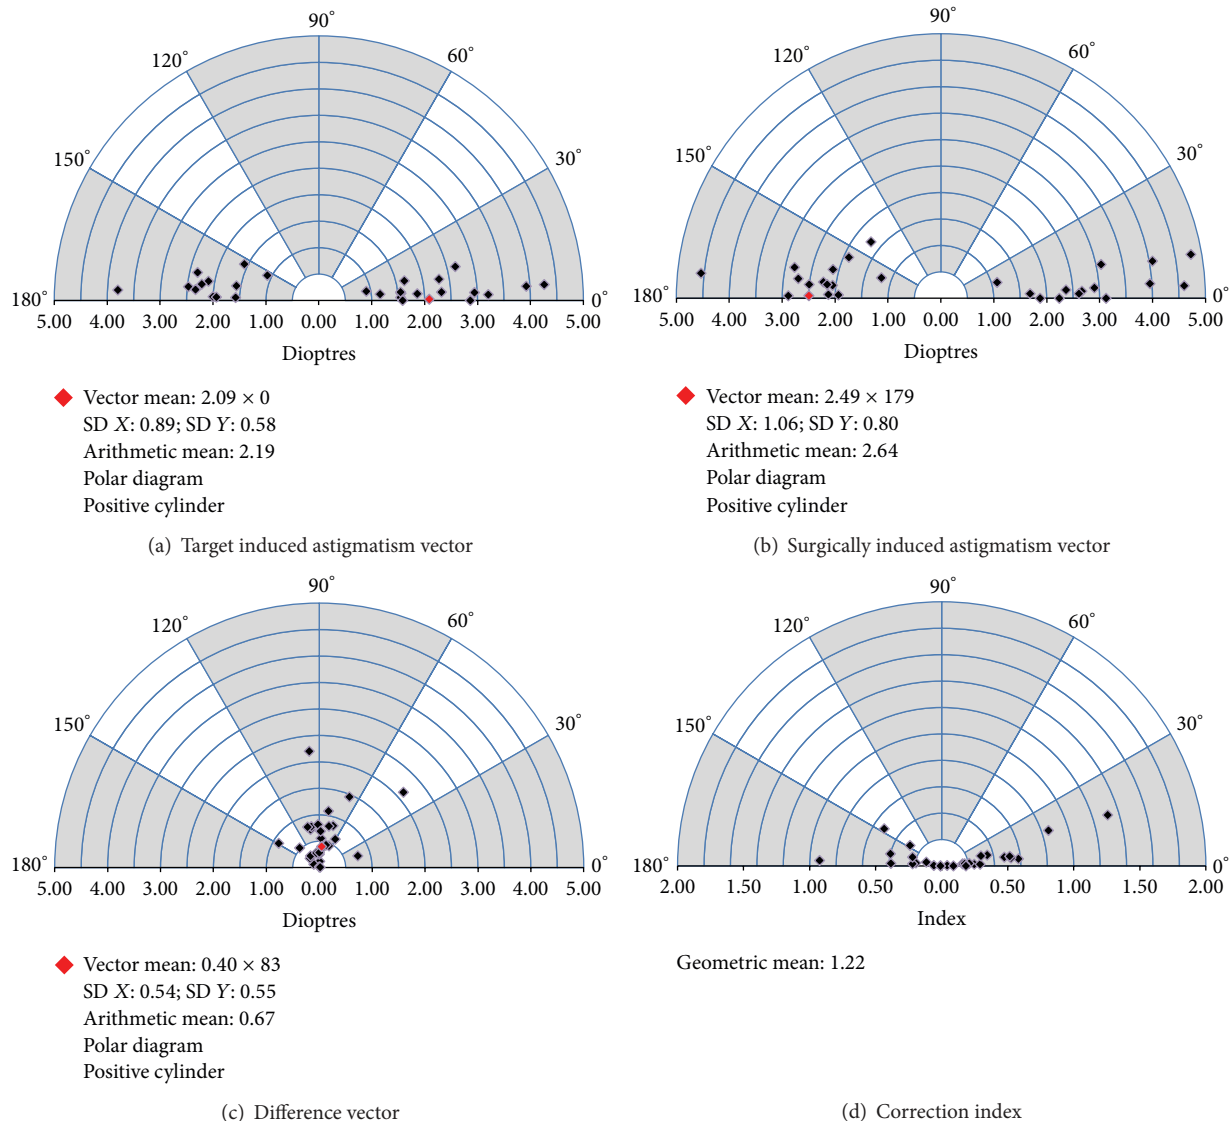 90°
120° 60°
150° 30°
180° 0°
5.00 4.00 3.00 2.00 1.00 0.00 1.00 2.00 3.00 4.00 5.00
Dioptres
Vector mean: 2.09 × 0
SD X: 0.89; SD Y: 0.58
Arithmetic mean: 2.19
Polar diagram
Positive cylinder
(a) Target induced astigmatism vector
90°
120° 60°
150° 30°
180° 0°
5.00 4.00 3.00 2.00 1.00 0.00 1.00 2.00 3.00 4.00 5.00
Dioptres
Vector mean: 2.49 × 179
SD X: 1.06; SD Y: 0.80
Arithmetic mean: 2.64
Polar diagram
Positive cylinder
(b) Surgically induced astigmatism vector
90°
120° 60°
150° 30°
180° 0°
5.00 4.00 3.00 2.00 1.00 0.00 1.00 2.00 3.00 4.00 5.00
Dioptres
Vector mean: 0.40 × 83
SD X: 0.54; SD Y: 0.55
Arithmetic mean: 0.67
Polar diagram
Positive cylinder
(c) Difference vector
90°
120° 60°
150° 30°
180° 0°
2.00 1.50 1.00 0.50 0.00 0.50 1.00 1.50 2.00
Index
Geometric mean: 1.22
(d) Correction index